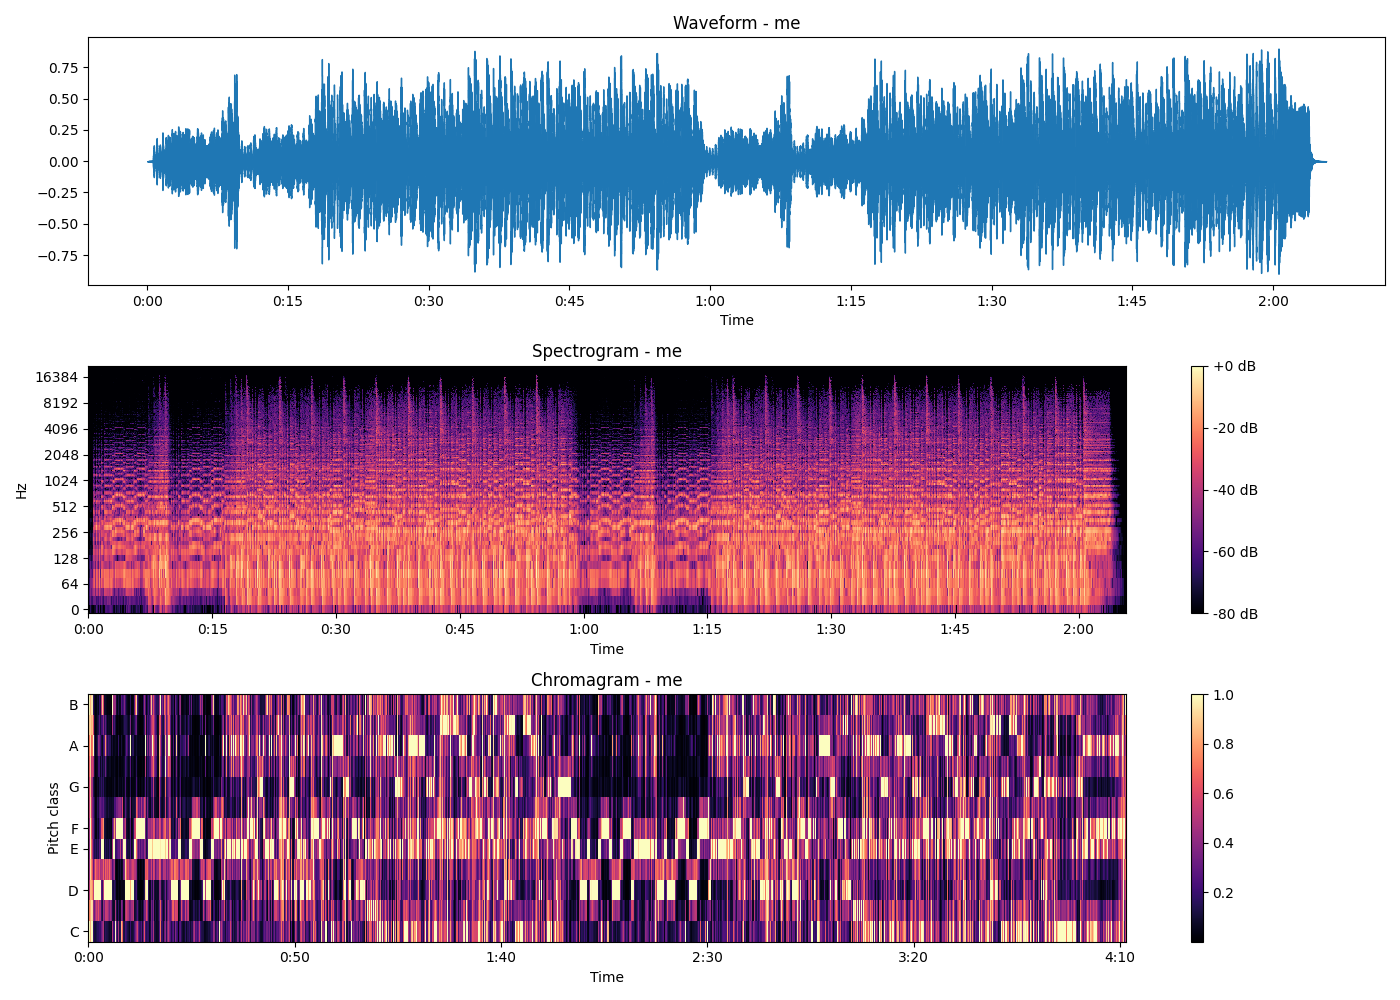 Waveform - me
0.75
0.50
0.25
0.00
−0.25
−0.50
−0.75
0:00 0:15 0:30 0:45 1:00 1:15 1:30 1:45 2:00
Time
Spectrogram - me
Hz
16384
8192
4096
2048
1024
512
256
128
64
0
0:00 0:15 0:30 0:45 1:00 1:15 1:30 1:45 2:00
Time
+0 dB
-20 dB
-40 dB
-60 dB
-80 dB
Chromagram - me
Pitch class
B
A
G
F
E
D
C
0:00 0:50 1:40 2:30 3:20 4:10
Time
1.0
0.8
0.6
0.4
0.2